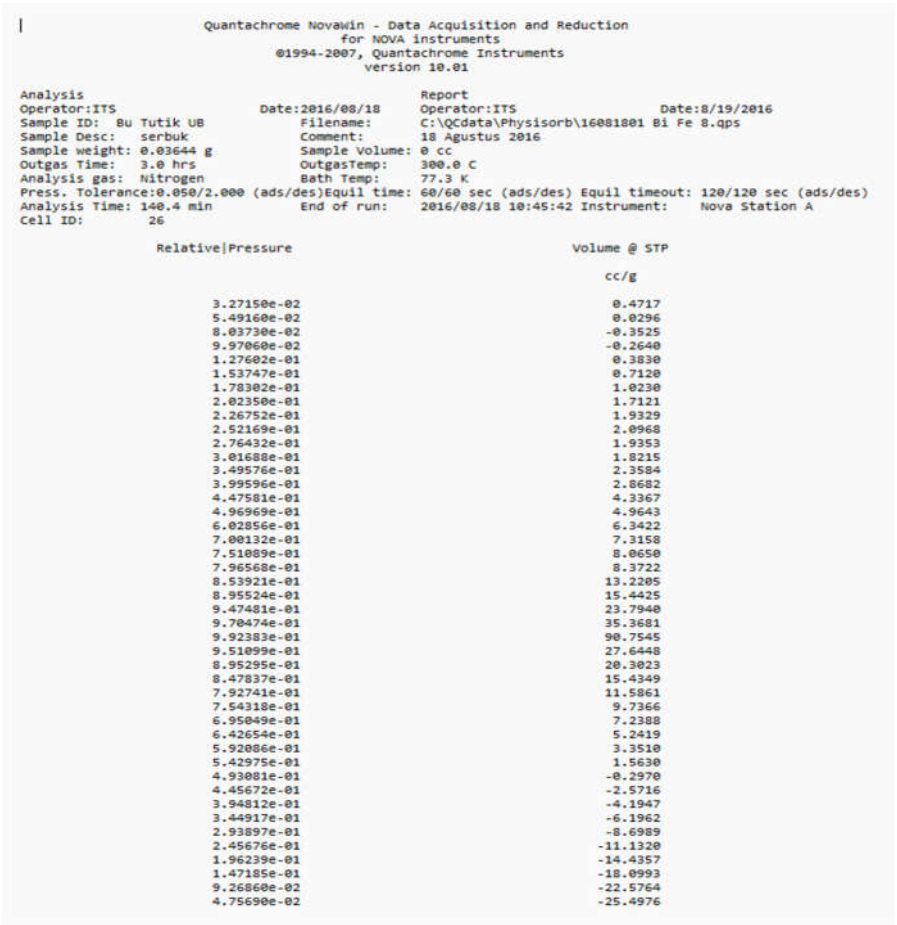 Quantachrome NovaWin - Data Acquisition and Reduction
for NOVA instruments
©1994-2007, Quantachrome Instruments
version 10.01
Analysis Report
Operator:ITS Date:2016/08/18 Operator:ITS Date:8/19/2016
Sample ID: Bu Tutik UB Filename: C:\QCdata\Physisorb\16081801 Bi Fe 8.qps
Sample Desc: serbuk Comment: 18 Agustus 2016
Sample weight: 0.03644 g Sample Volume: 0 cc
Outgas Time: 3.0 hrs OutgasTemp: 300.0 C
Analysis gas: Nitrogen Bath Temp: 77.3 K
Press. Tolerance:0.050/2.000 (ads/des)Equil time: 60/60 sec (ads/des) Equil timeout: 120/120 sec (ads/des)
Analysis Time: 140.4 min End of run: 2016/08/18 10:45:42 Instrument: Nova Station A
Cell ID: 26
Relative|Pressure Volume @ STP
cc/g
3.27150e-02 0.4717
5.49160e-02 0.0296
8.03730e-02 -0.3525
9.97060e-02 -0.2640
1.27602e-01 0.3830
1.53747e-01 0.7120
1.78302e-01 1.0230
2.02350e-01 1.7121
2.26752e-01 1.9329
2.52169e-01 2.0968
2.76432e-01 1.9353
3.01688e-01 1.8215
3.49576e-01 2.3584
3.99596e-01 2.8682
4.47581e-01 4.3367
4.96969e-01 4.9643
6.02856e-01 6.3422
7.00132e-01 7.3158
7.51089e-01 8.0650
7.96568e-01 8.3722
8.53921e-01 13.2205
8.95524e-01 15.4425
9.47481e-01 23.7940
9.70474e-01 35.3681
9.92383e-01 90.7545
9.51099e-01 27.6448
8.95295e-01 20.3023
8.47837e-01 15.4349
7.92741e-01 11.5861
7.54318e-01 9.7366
6.95049e-01 7.2388
6.42654e-01 5.2419
5.92086e-01 3.3510
5.42975e-01 1.5630
4.93081e-01 -0.2970
4.45672e-01 -2.5716
3.94812e-01 -4.1947
3.44917e-01 -6.1962
2.93897e-01 -8.6989
2.45676e-01 -11.1320
1.96239e-01 -14.4357
1.47185e-01 -18.0993
9.26860e-02 -22.5764
4.75690e-02 -25.4976